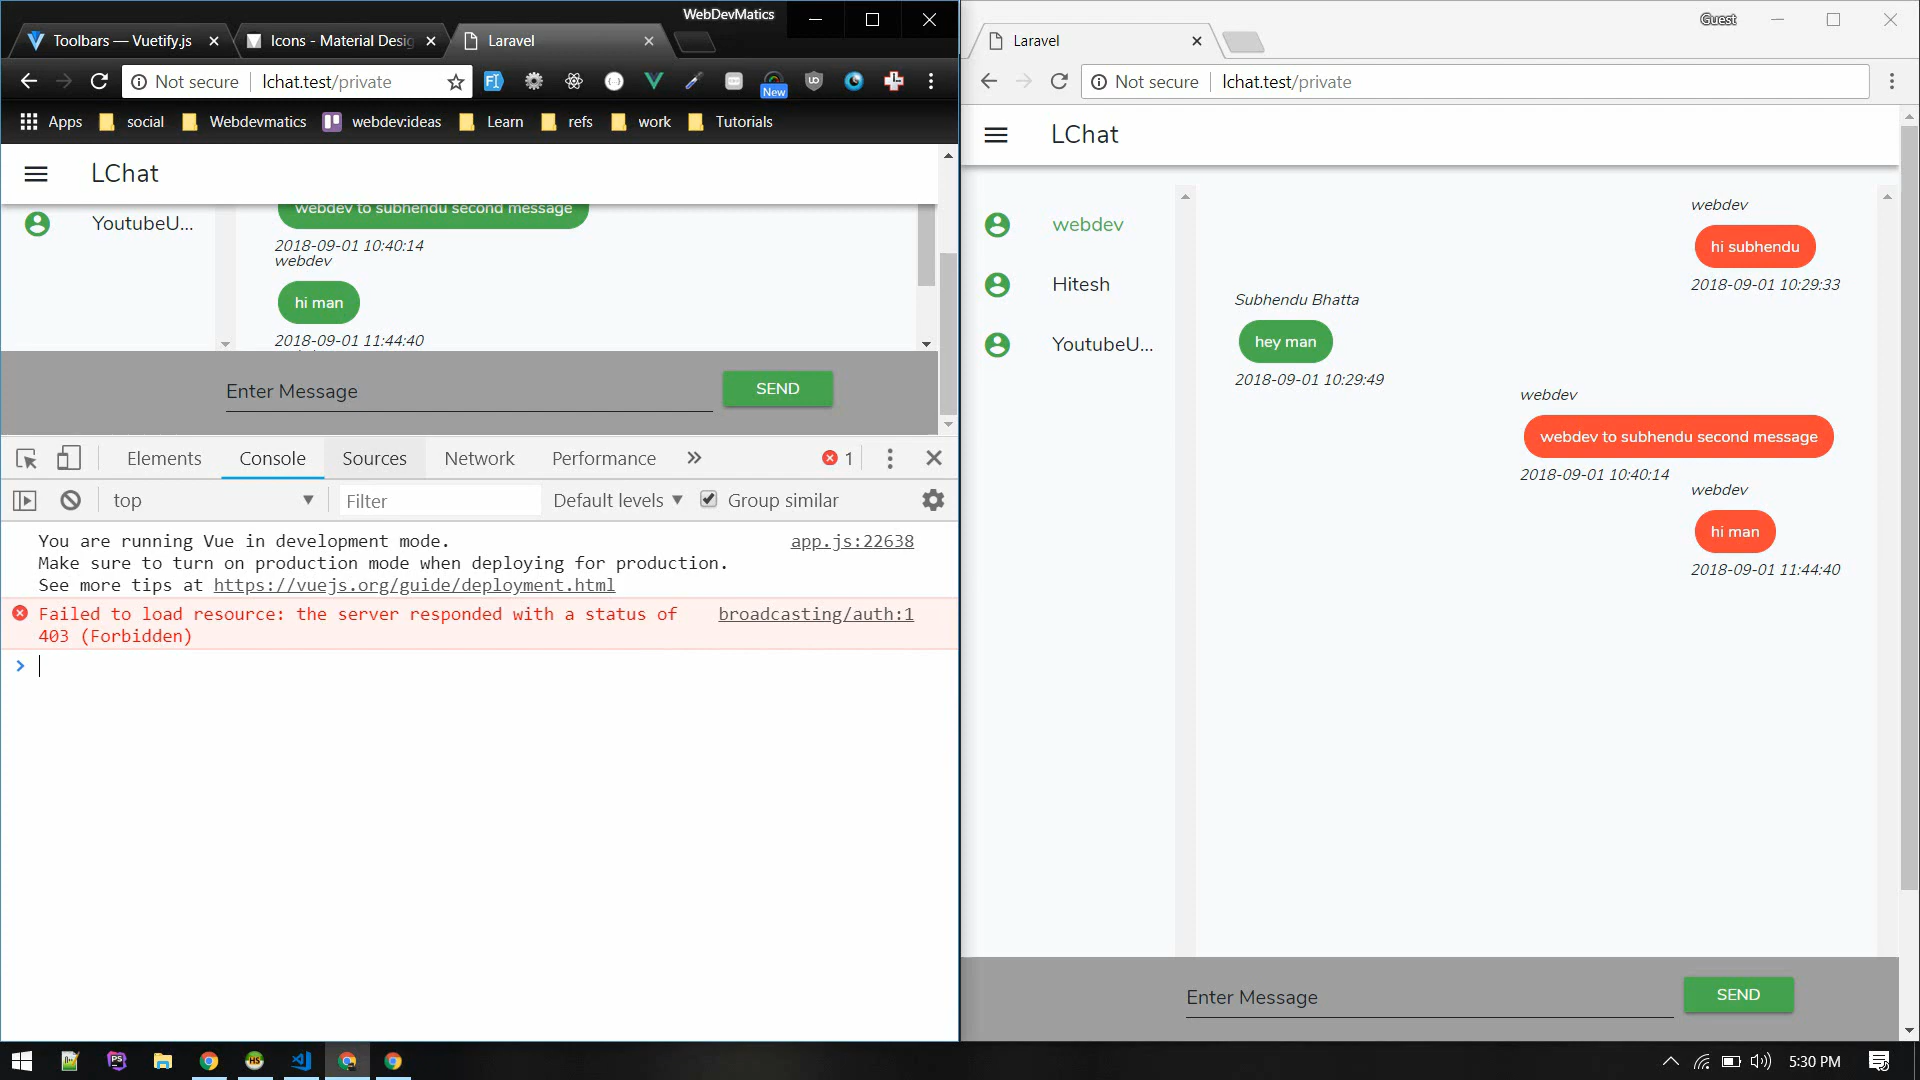 WebDevMatics
Toolbars — Vuetify.js
Icons - Material Desig
Laravel
Not secure
lchat.test/private
New
Apps
social
Webdevmatics
webdev:ideas
Learn
refs
work
Tutorials
LChat
YoutubeU...
webdev to subhendu second message
2018-09-01 10:40:14
webdev
hi man
2018-09-01 11:44:40
Enter Message
SEND
Elements
Console
Sources
Network
Performance
1
top
Filter
Default levels
Group similar
You are running Vue in development mode.
app.js:22638
Make sure to turn on production mode when deploying for production.
See more tips at https://vuejs.org/guide/deployment.html
Failed to load resource: the server responded with a status of
broadcasting/auth:1
403 (Forbidden)
Guest
Laravel
Not secure
lchat.test/private
LChat
webdev
Hitesh
YoutubeU...
webdev
hi subhendu
2018-09-01 10:29:33
Subhendu Bhatta
hey man
2018-09-01 10:29:49
webdev
webdev to subhendu second message
2018-09-01 10:40:14
webdev
hi man
2018-09-01 11:44:40
Enter Message
SEND
5:30 PM